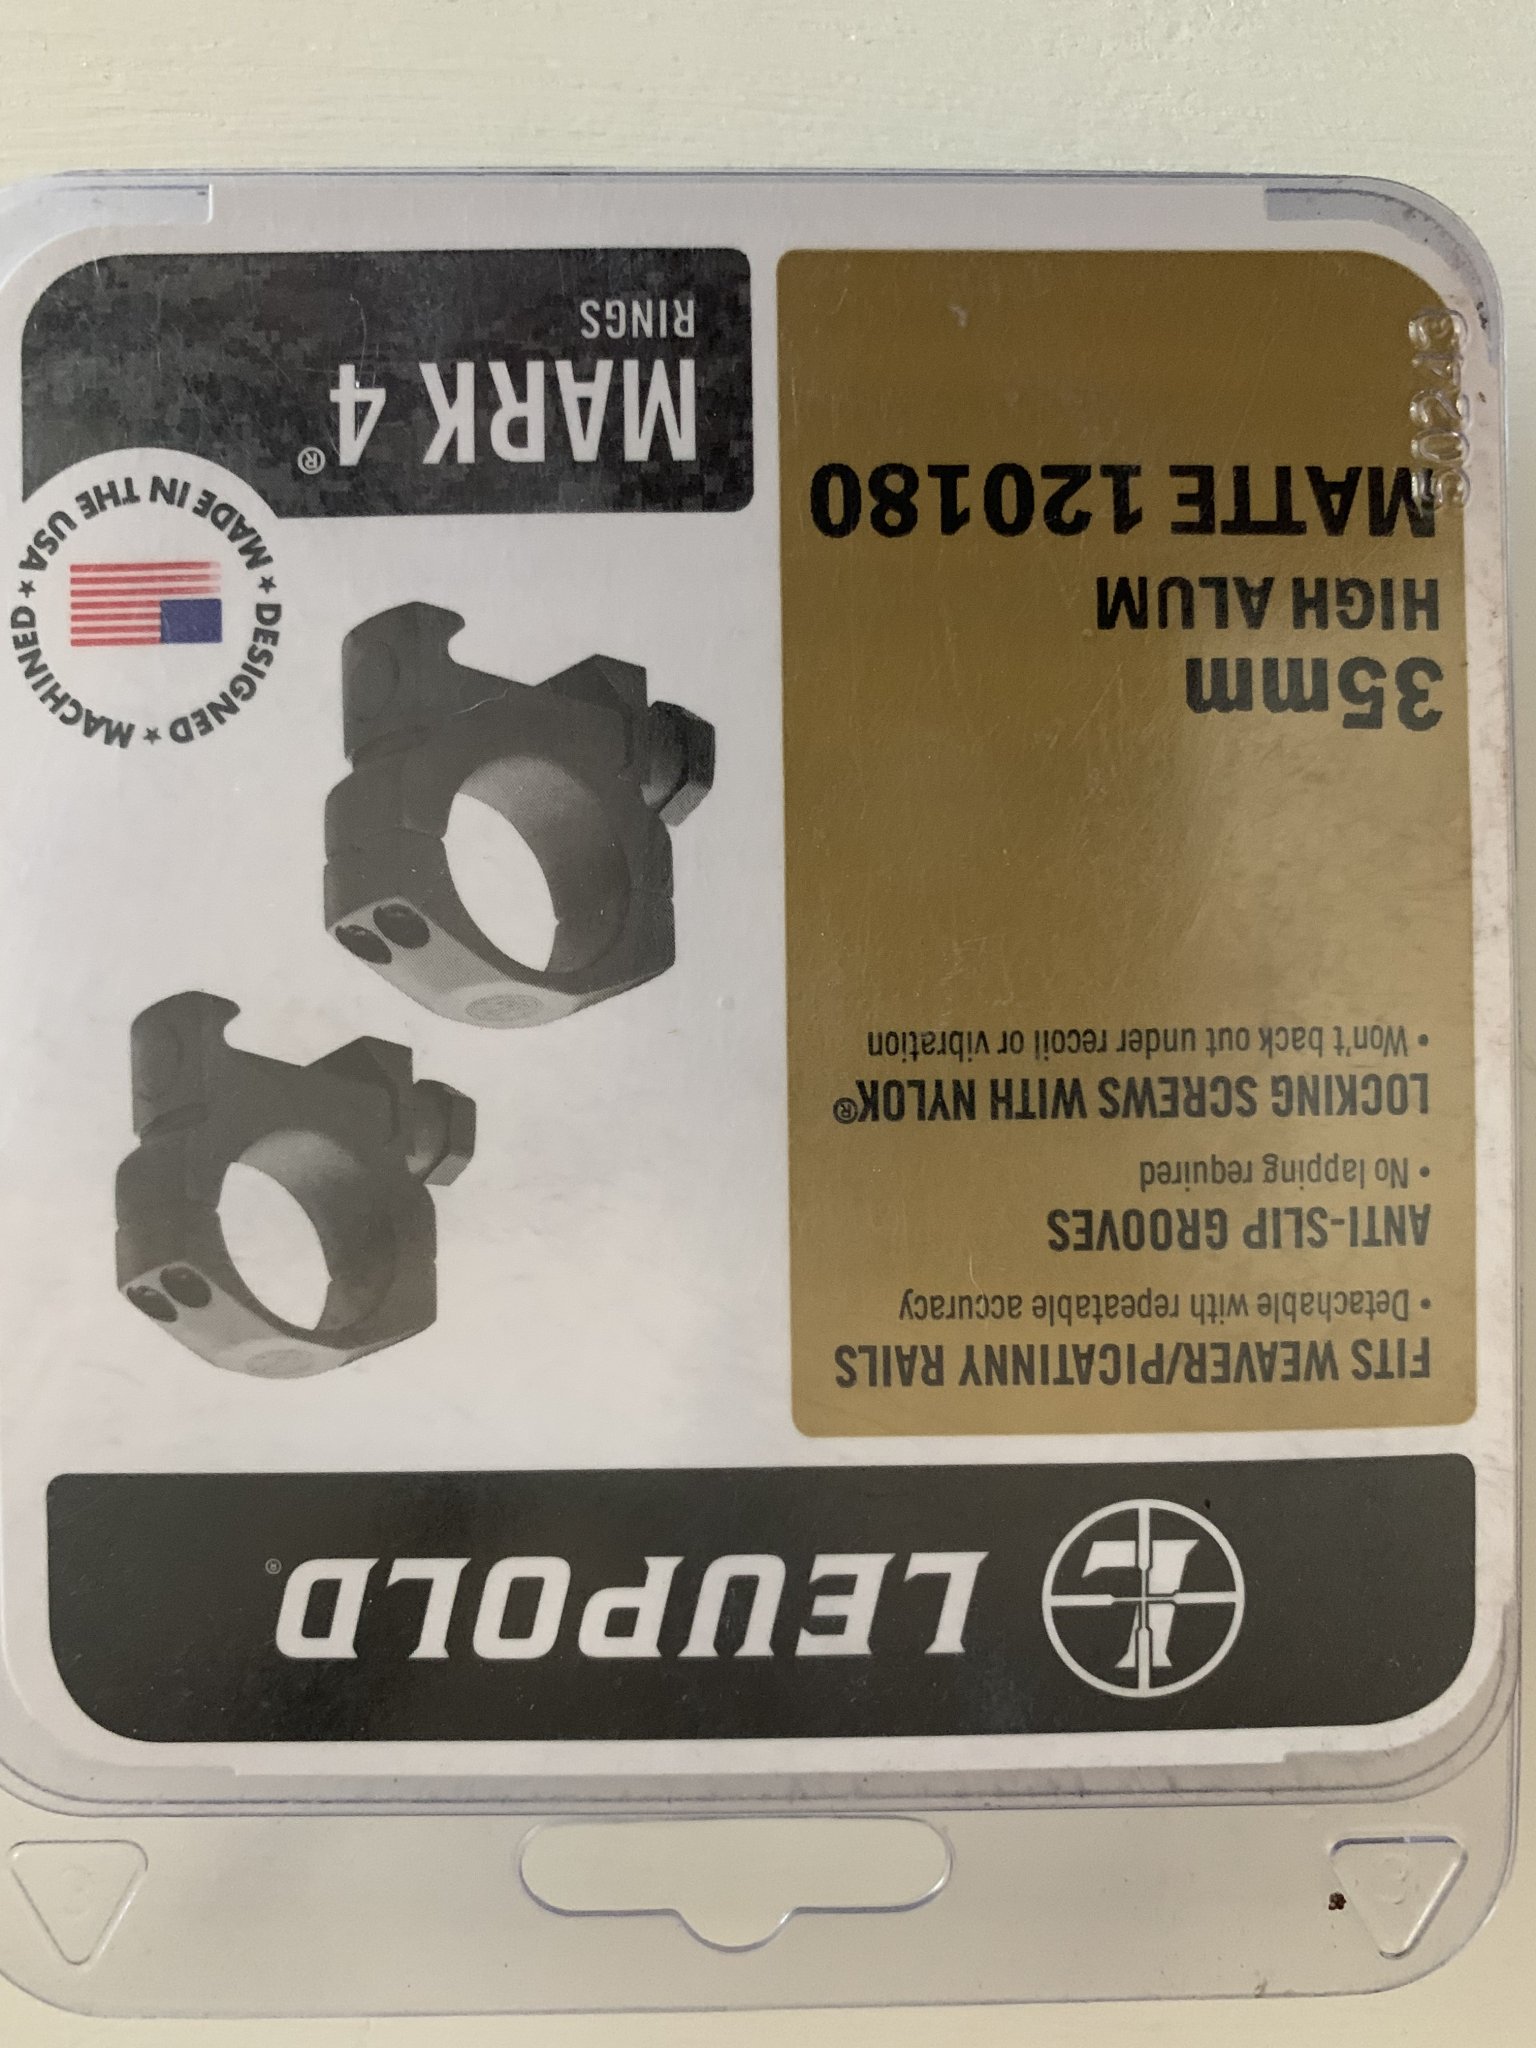 LEUPOLD®
FITS WEAVER/PICATINNY RAILS
• Detachable with repeatable accuracy
ANTI-SLIP GROOVES
• No lapping required
LOCKING SCREWS WITH NYLOK®
• Won't back out under recoil or vibration
35mm
HIGH ALUM
MATTE 120180
MADE IN THE USA ★ MACHINED ★ DESIGNED ★
MARK 4®
RINGS
S0243